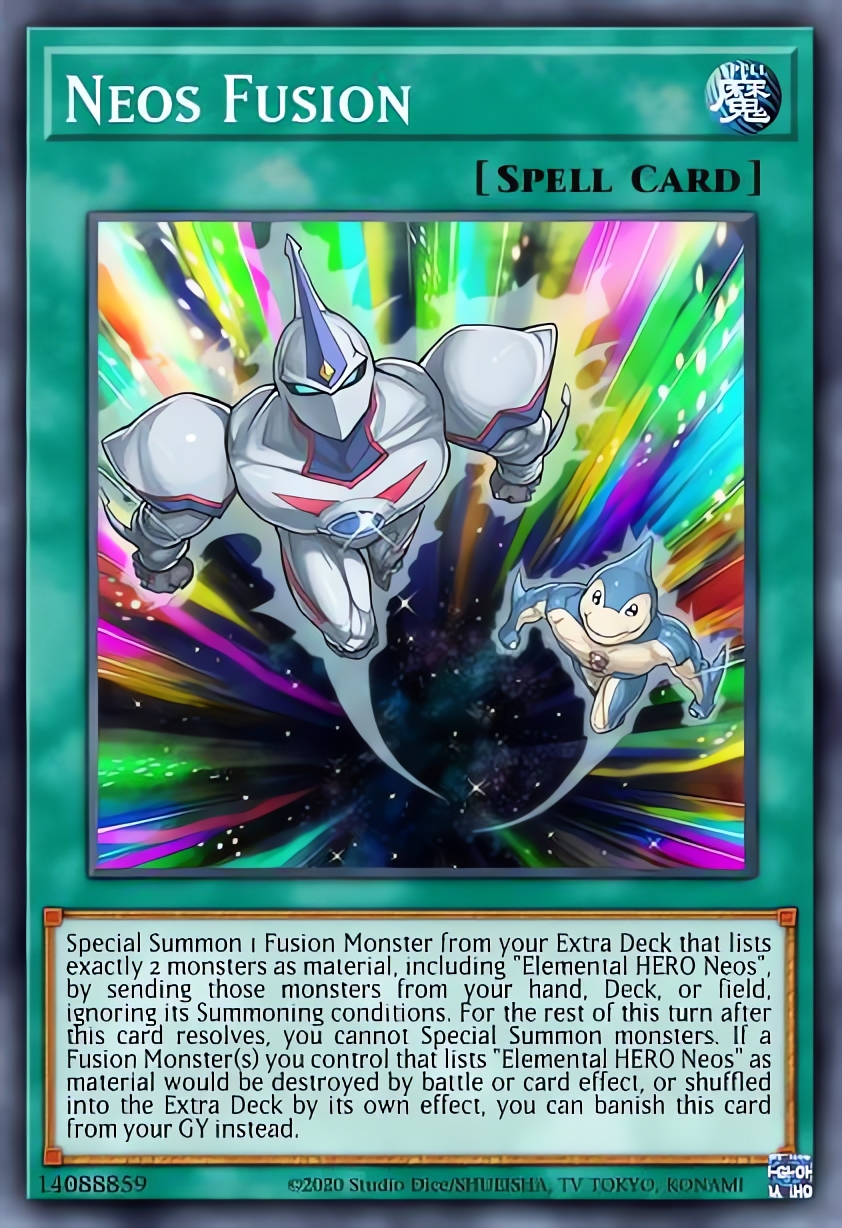 Neos Fusion
魔
[Spell Card]
Special Summon 1 Fusion Monster from your Extra Deck that lists
exactly 2 monsters as material, including "Elemental HERO Neos",
by sending those monsters from your hand, Deck, or field,
ignoring its Summoning conditions. For the rest of this turn after
this card resolves, you cannot Special Summon monsters. If a
Fusion Monster(s) you control that lists "Elemental HERO Neos" as
material would be destroyed by battle or card effect, or shuffled
into the Extra Deck by its own effect, you can banish this card
from your GY instead.
14088859 ©2020 Studio Dice/SHUEISHA, TV TOKYO, KONAMI